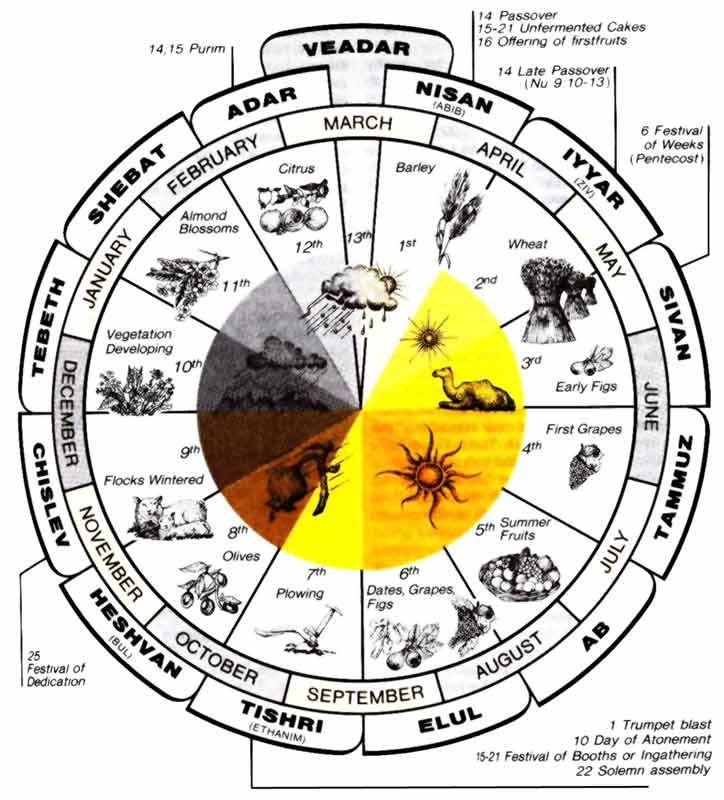 14 Passover
15-21 Unfermented Cakes
16 Offering of firstfruits
14,15 Purim
VEADAR
14 Late Passover
(Nu 9 10-13)
6 Festival
of Weeks
(Pentecost)
ADAR
NISAN
(ABIB)
IYYAR
(ZIV)
SIVAN
TAMMUZ
AB
ELUL
TISHRI
(ETHANIM)
HESHVAN
(BUL)
CHISLEV
TEBETH
SHEBAT
MARCH
APRIL
MAY
JUNE
JULY
AUGUST
SEPTEMBER
OCTOBER
NOVEMBER
DECEMBER
JANUARY
FEBRUARY
13th
Barley
1st
Wheat
2nd
3rd
Early Figs
First Grapes
4th
5th Summer
Fruits
6th
Dates, Grapes,
Figs
7th
Plowing
8th
Olives
9th
Flocks Wintered
Vegetation
Developing
10th
Almond
Blossoms
11th
Citrus
12th
25
Festival of
Dedication
1 Trumpet blast
10 Day of Atonement
15-21 Festival of Booths or Ingathering
22 Solemn assembly